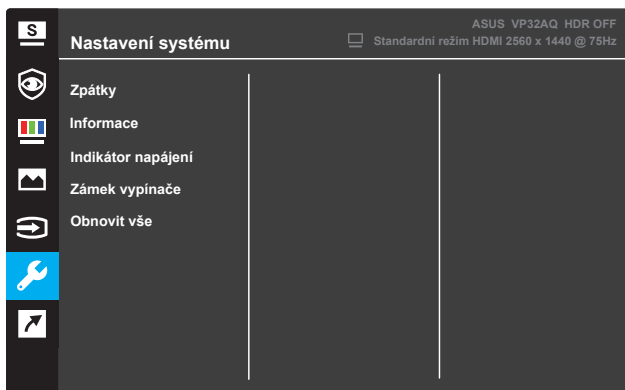 S
ASUS VP32AQ HDR OFF
Nastavení systému
Standardní režim HDMI 2560 x 1440 @ 75Hz
Zpátky
Informace
Indikátor napájení
Zámek vypínače
Obnovit vše